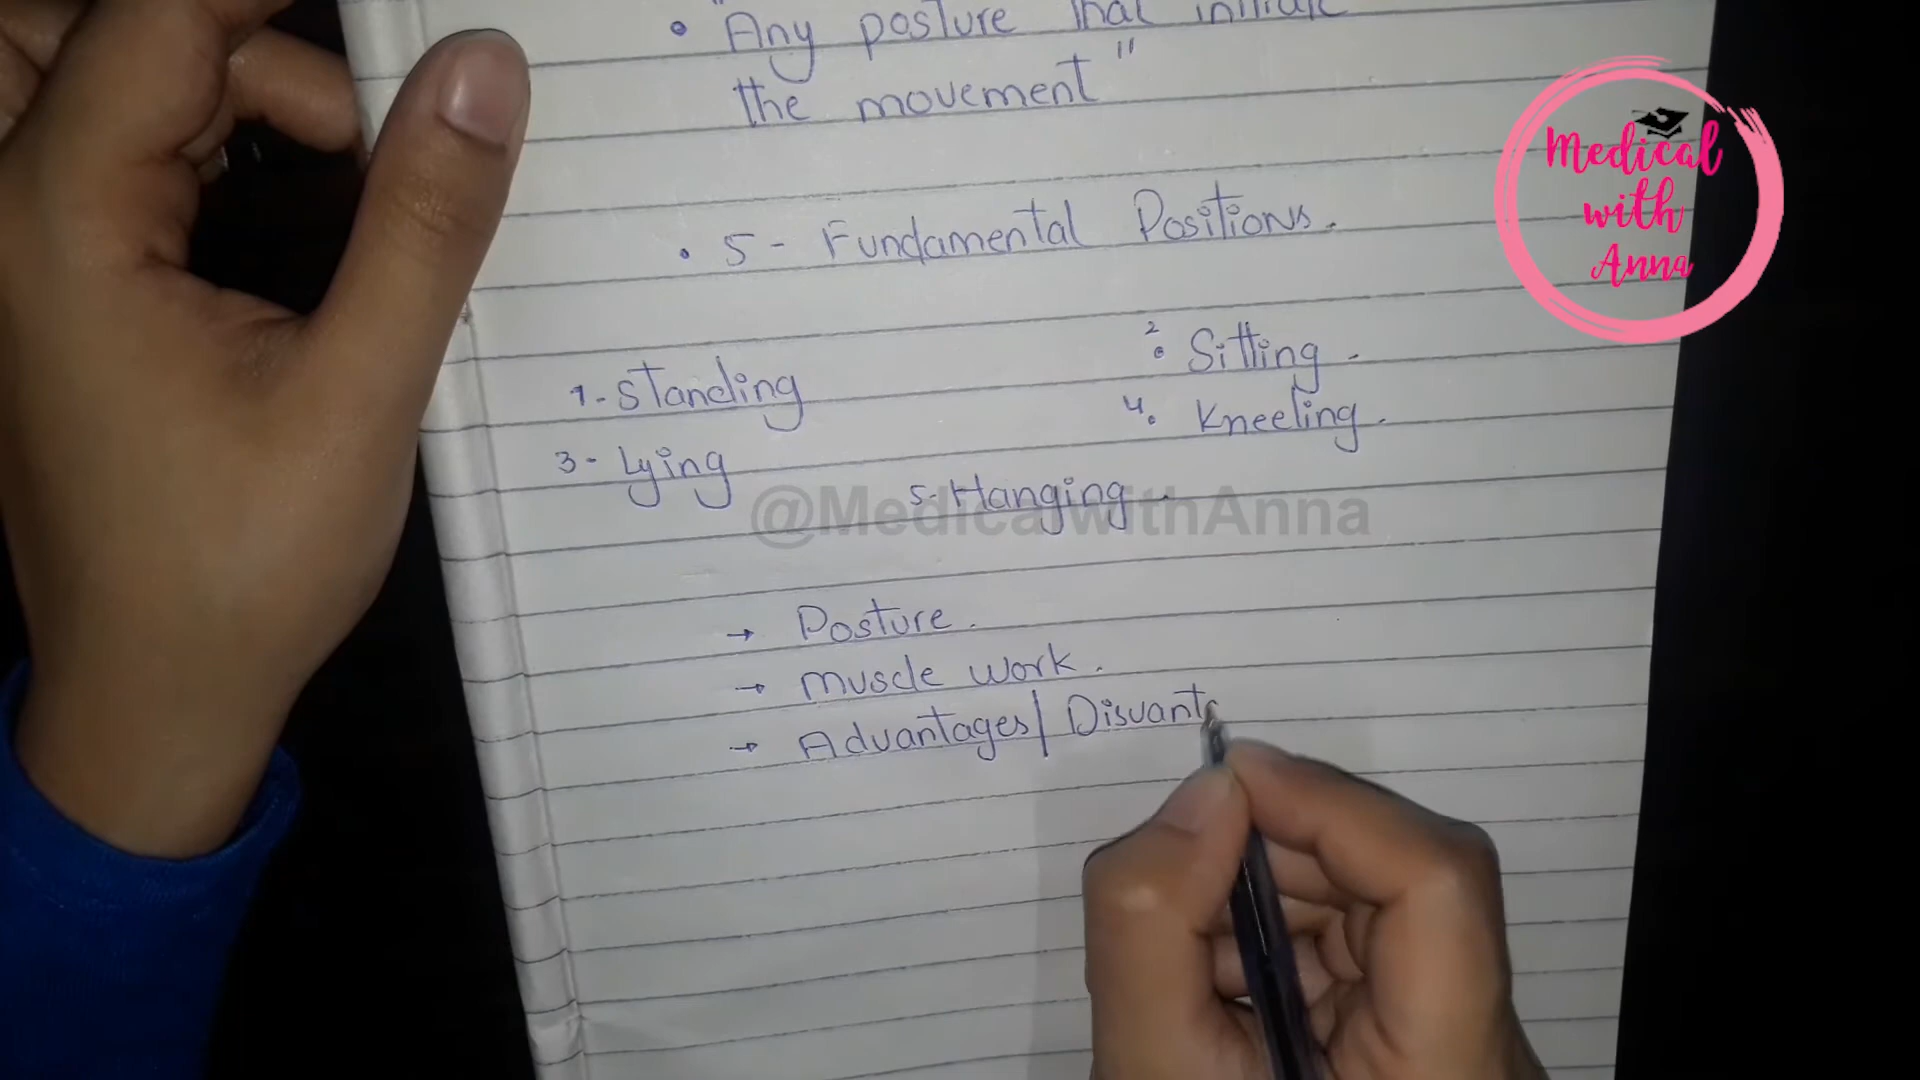 • "Any posture that initiate
the movement"
• 5 - Fundamental Positions.
1- Standing
2. Sitting.
3- Lying
4. Kneeling.
5- Hanging.
@MedicalwithAnna
→ Posture.
→ Muscle work.
→ Advantages/ Disvant
Medical
with
Anna